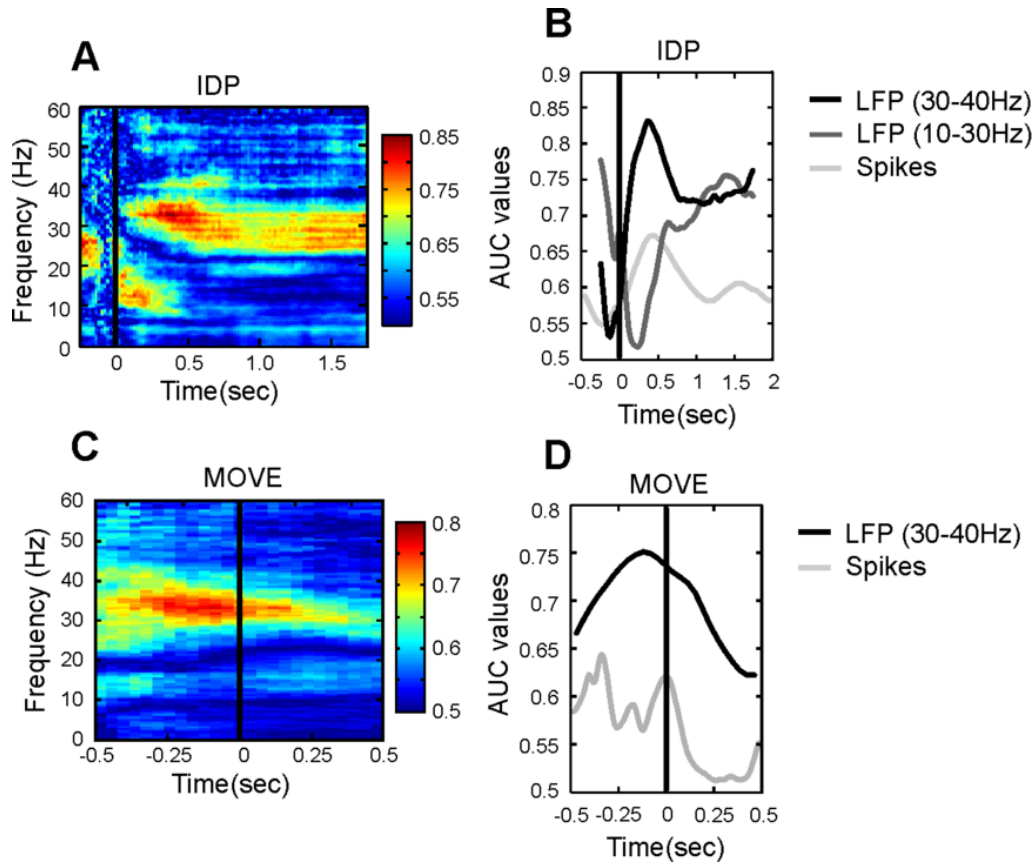 A
IDP
Frequency (Hz)
60
50
40
30
20
10
0
0
0.5
1.0
1.5
Time(sec)
0.85
0.75
0.65
0.55
B
IDP
AUC values
0.9
0.85
0.8
0.75
0.7
0.65
0.6
0.55
0.5
-0.5
0
0.5
1
1.5
2
Time(sec)
LFP (30-40Hz)
LFP (10-30Hz)
Spikes
C
MOVE
Frequency (Hz)
60
50
40
30
20
10
0
-0.5
-0.25
0
0.25
0.5
Time(sec)
0.8
0.7
0.6
0.5
D
MOVE
AUC values
0.8
0.75
0.7
0.65
0.6
0.55
0.5
-0.5
-0.25
0
0.25
0.5
Time(sec)
LFP (30-40Hz)
Spikes